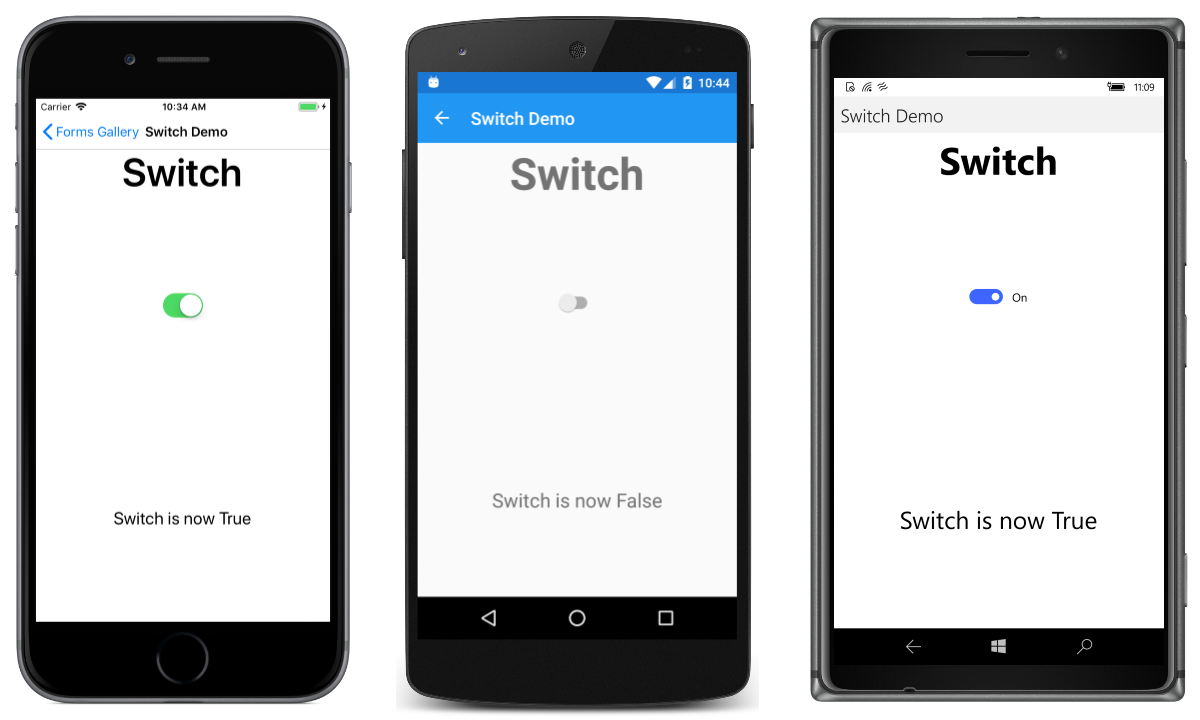 Carrier 10:34 AM
Forms Gallery Switch Demo
Switch
Switch is now True
10:44
Switch Demo
Switch
Switch is now False
11:09
Switch Demo
Switch
On
Switch is now True